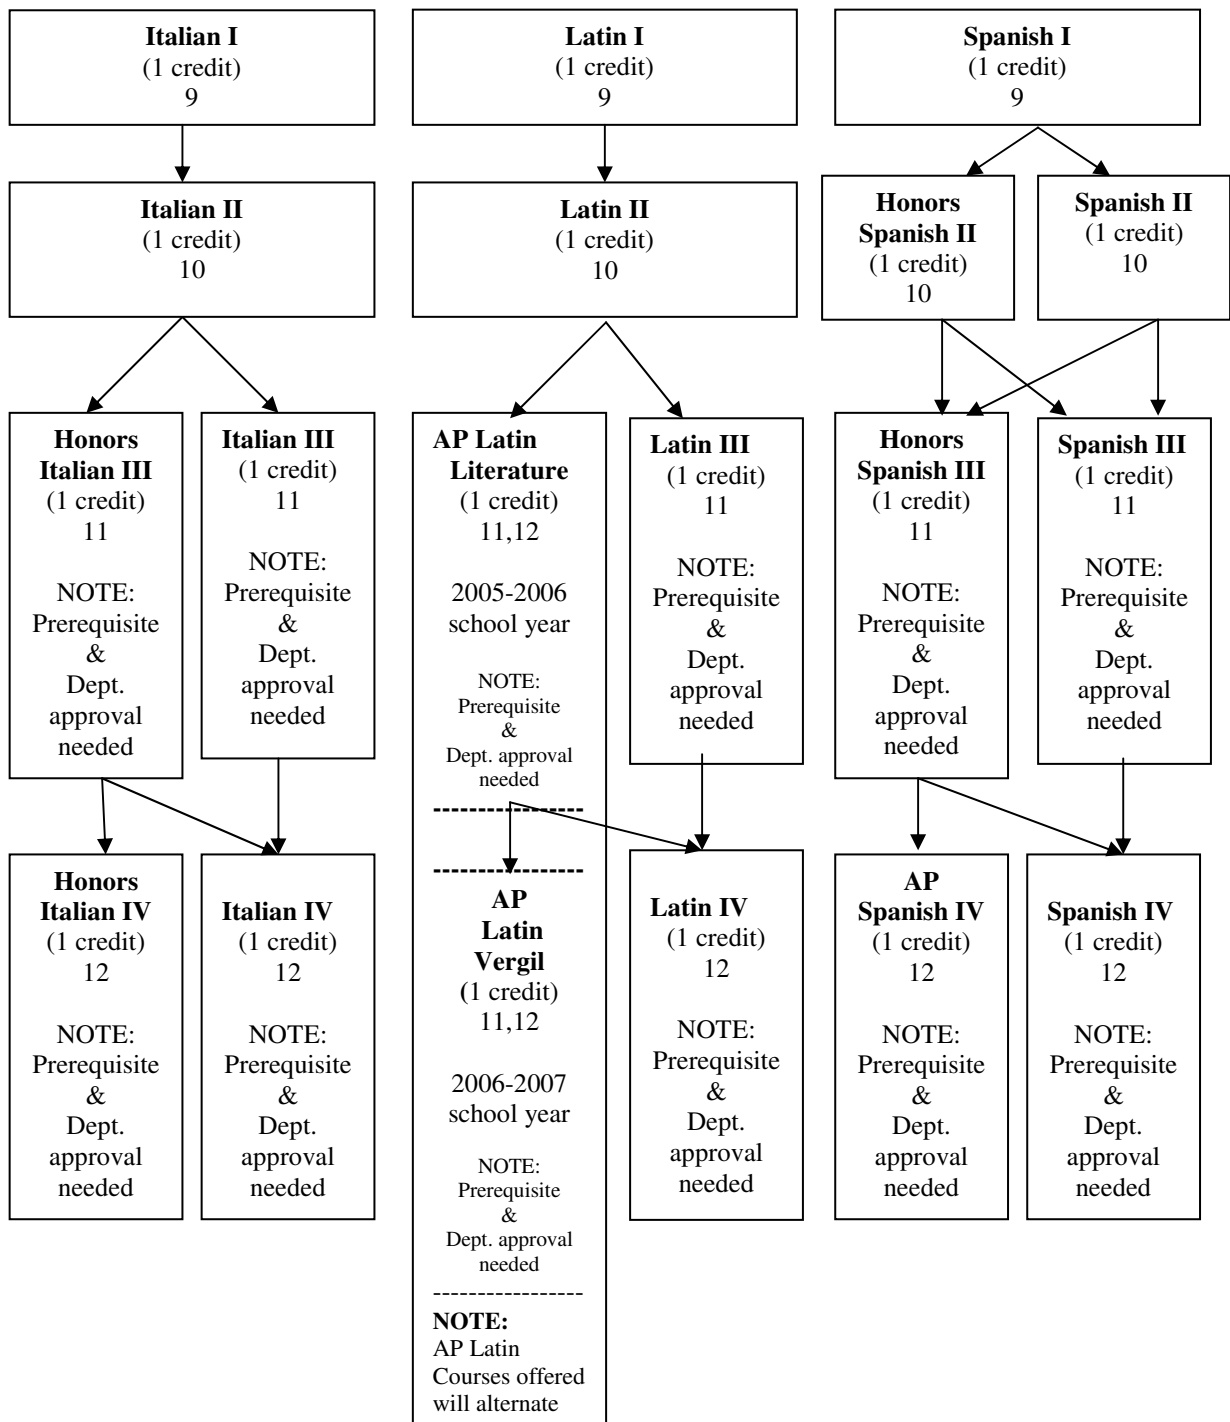 Italian I
(1 credit)
9
Latin I
(1 credit)
9
Spanish I
(1 credit)
9
Italian II
(1 credit)
10
Latin II
(1 credit)
10
Honors
Spanish II
(1 credit)
10
Spanish II
(1 credit)
10
Honors
Italian III
(1 credit)
11
NOTE:
Prerequisite
&
Dept.
approval
needed
Italian III
(1 credit)
11
NOTE:
Prerequisite
&
Dept.
approval
needed
AP Latin
Literature
(1 credit)
11,12
2005-2006
school year
NOTE:
Prerequisite
&
Dept. approval
needed
Latin III
(1 credit)
11
NOTE:
Prerequisite
&
Dept.
approval
needed
Honors
Spanish III
(1 credit)
11
NOTE:
Prerequisite
&
Dept.
approval
needed
Spanish III
(1 credit)
11
NOTE:
Prerequisite
&
Dept.
approval
needed
Honors
Italian IV
(1 credit)
12
NOTE:
Prerequisite
&
Dept.
approval
needed
Italian IV
(1 credit)
12
NOTE:
Prerequisite
&
Dept.
approval
needed
AP
Latin
Vergil
(1 credit)
11,12
2006-2007
school year
NOTE:
Prerequisite
&
Dept. approval
needed
NOTE:
AP Latin
Courses offered
will alternate
Latin IV
(1 credit)
12
NOTE:
Prerequisite
&
Dept.
approval
needed
AP
Spanish IV
(1 credit)
12
NOTE:
Prerequisite
&
Dept.
approval
needed
Spanish IV
(1 credit)
12
NOTE:
Prerequisite
&
Dept.
approval
needed